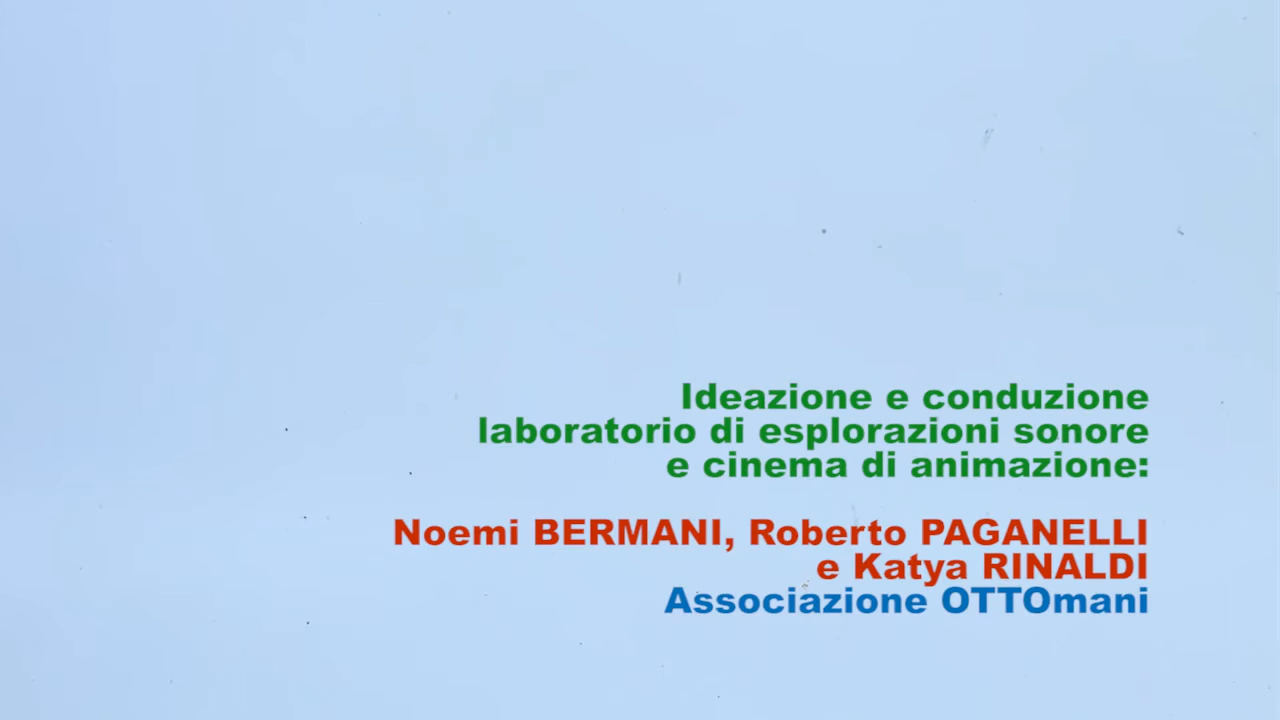 Ideazione e conduzione
laboratorio di esplorazioni sonore
e cinema di animazione:
Noemi BERMANI, Roberto PAGANELLI
e Katya RINALDI
Associazione OTTOmani